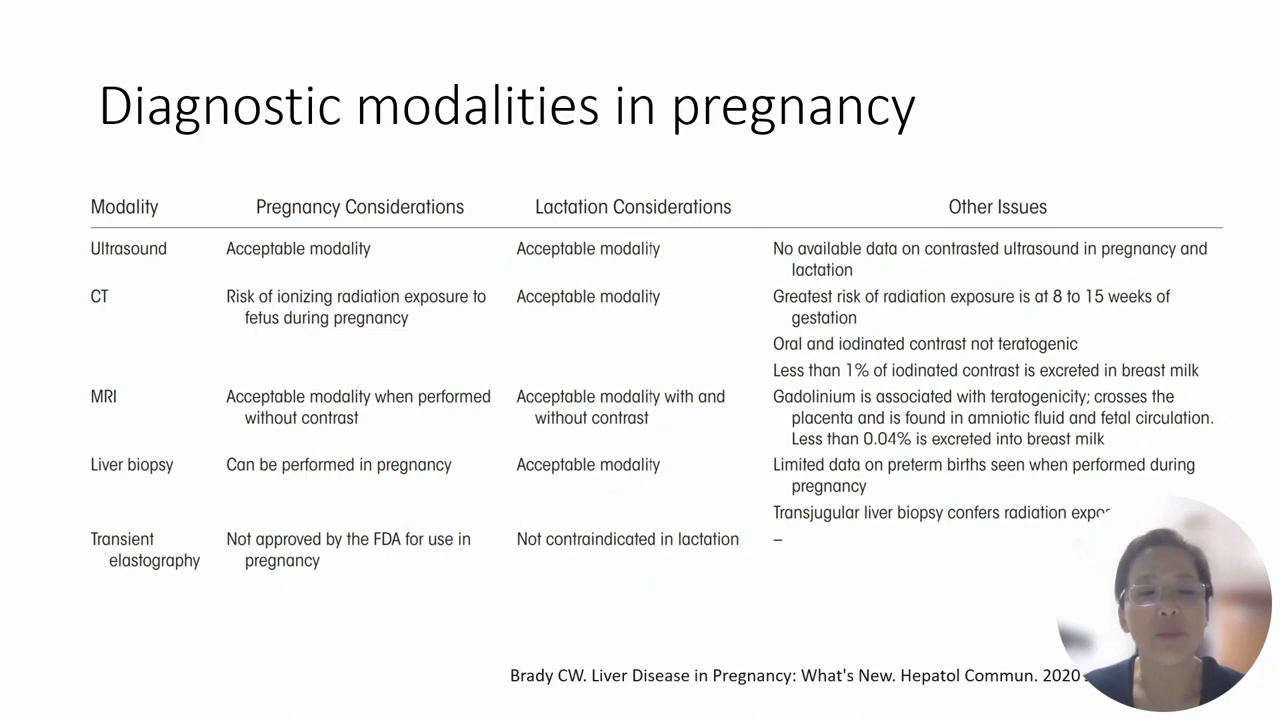 Diagnostic modalities in pregnancy
Modality Pregnancy Considerations Lactation Considerations Other Issues
Ultrasound Acceptable modality Acceptable modality No available data on contrasted ultrasound in pregnancy and
lactation
CT Risk of ionizing radiation exposure to Acceptable modality Greatest risk of radiation exposure is at 8 to 15 weeks of
fetus during pregnancy gestation
Oral and iodinated contrast not teratogenic
Less than 1% of iodinated contrast is excreted in breast milk
MRI Acceptable modality when performed Acceptable modality with and Gadolinium is associated with teratogenicity; crosses the
without contrast without contrast placenta and is found in amniotic fluid and fetal circulation.
Less than 0.04% is excreted into breast milk
Liver biopsy Can be performed in pregnancy Acceptable modality Limited data on preterm births seen when performed during
pregnancy
Transjugular liver biopsy confers radiation
Transient Not approved by the FDA for use in Not contraindicated in lactation –
elastography pregnancy
Brady CW. Liver Disease in Pregnancy: What's New. Hepatol Commun. 2020